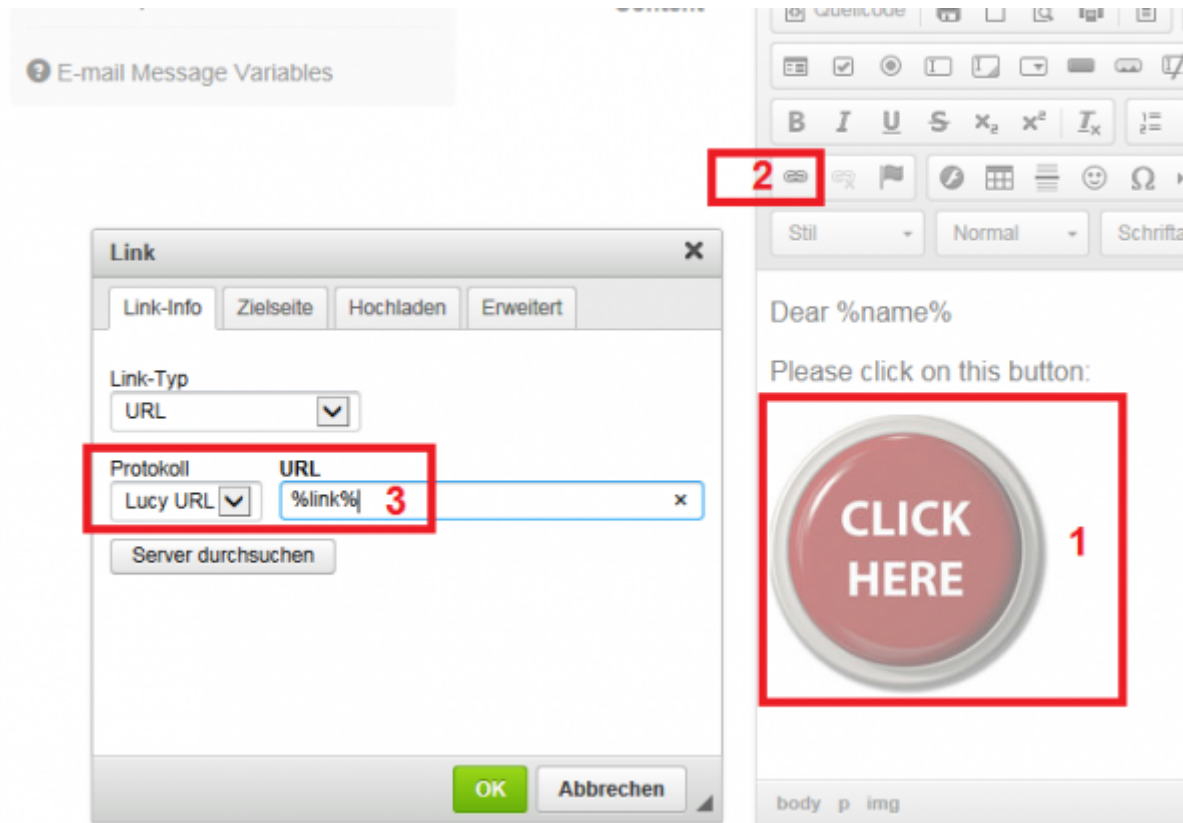 Content
Quellcode
E-mail Message Variables
B I U S x₂ x² Tx
2
Ω
Stil Normal
Link
Link-Info Zielseite Hochladen Erweitert
Dear %name%
Please click on this button:
Link-Typ
URL
Protokoll URL
Lucy URL %link% 3
Server durchsuchen
CLICK
HERE
1
OK Abbrechen
body p img